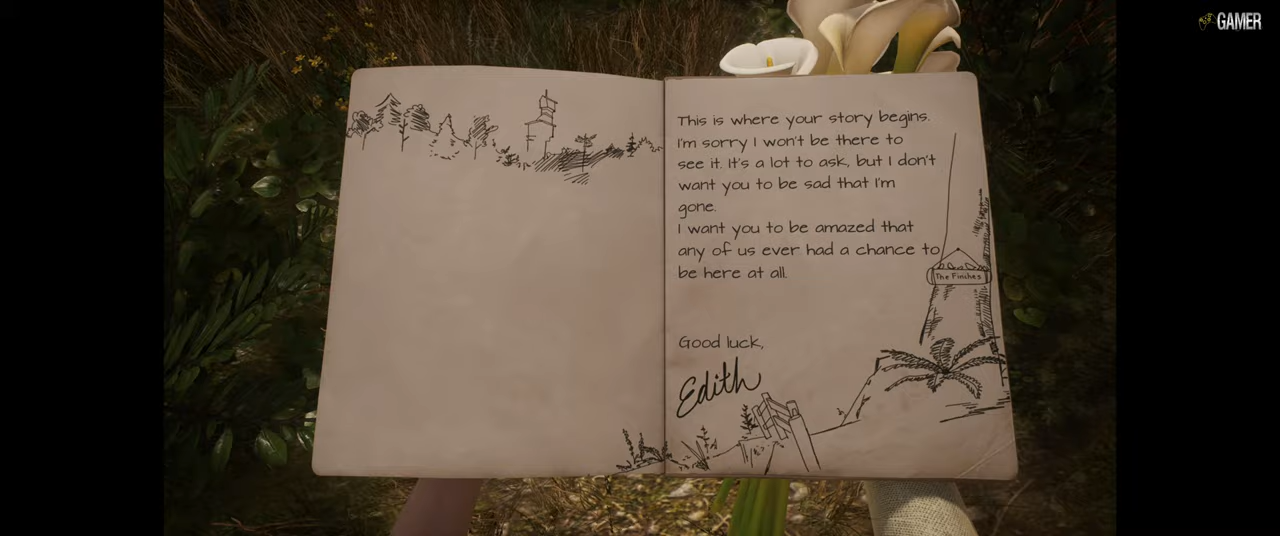 GAMER
This is where your story begins.
I'm sorry I won't be there to
see it. It's a lot to ask, but I don't
want you to be sad that I'm
gone.
I want you to be amazed that
any of us ever had a chance to
be here at all.
The Finches
Good luck,
Edith